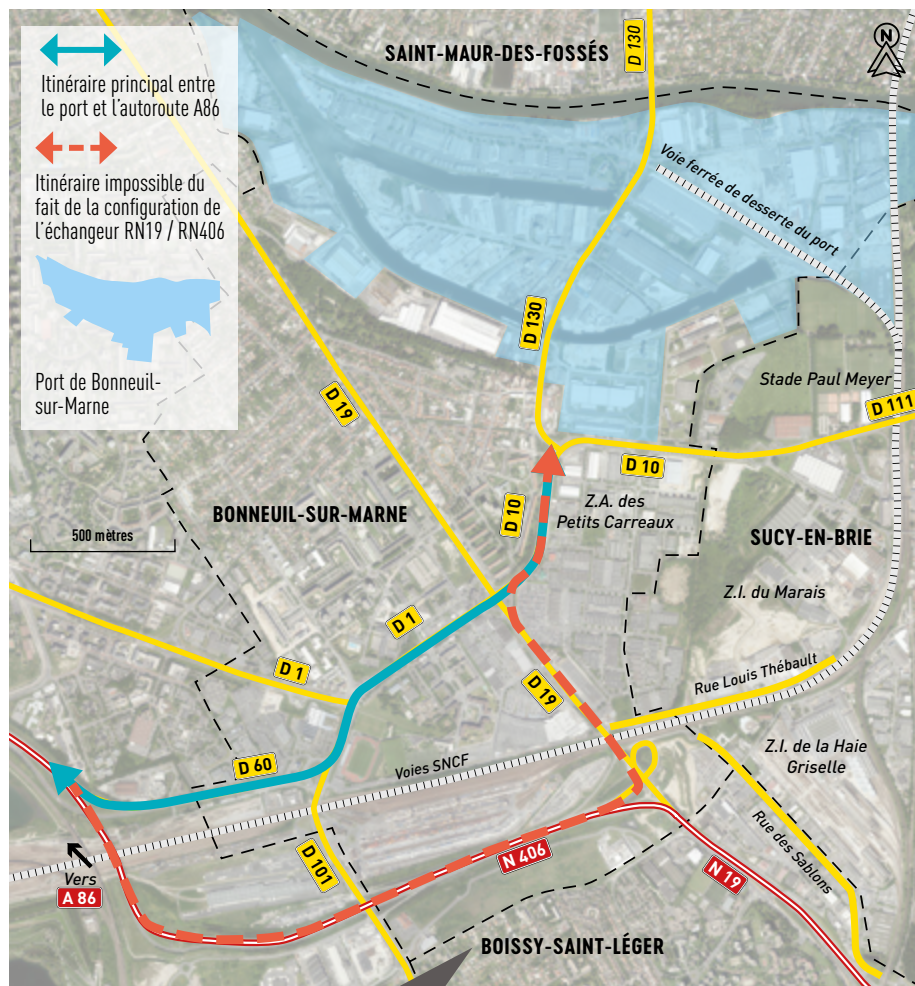 Itinéraire principal entre
le port et l'autoroute A86
Itinéraire impossible du
fait de la configuration de
l'échangeur RN19 / RN406
Port de Bonneuil-
sur-Marne
SAINT-MAUR-DES-FOSSÉS
D 130
N
Voie ferrée de desserte du port
D 130
D 19
Stade Paul Meyer
D 111
D 10
D 10
Z.A. des
Petits Carreaux
BONNEUIL-SUR-MARNE
500 mètres
SUCY-EN-BRIE
Z.I. du Marais
D 1
D 1
Rue Louis Thébault
D 19
Z.I. de la Haie
Griselle
D 60
Voies SNCF
Rue des Sablons
Vers
A 86
D 101
N 406
N 19
BOISSY-SAINT-LÉGER